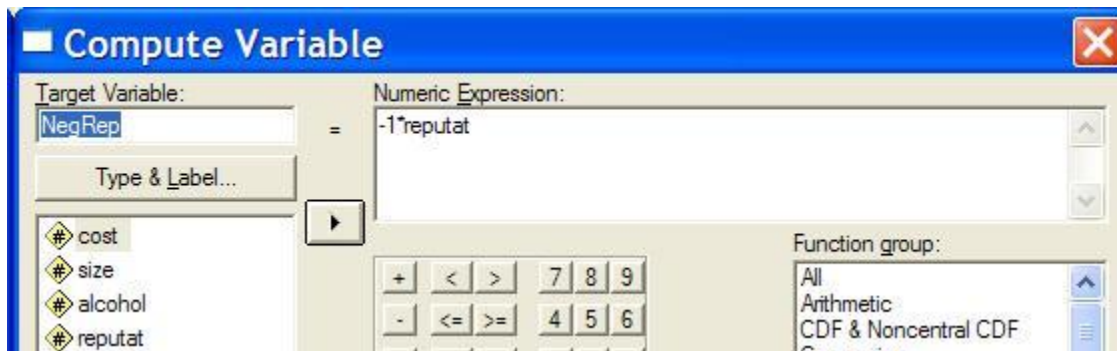 Compute Variable
Target Variable:
NegRep
=
Numeric Expression:
-1*reputat
Type & Label...
# cost
# size
# alcohol
# reputat
+ < > 7 8 9
- <= >= 4 5 6
Function group:
All
Arithmetic
CDF & Noncentral CDF